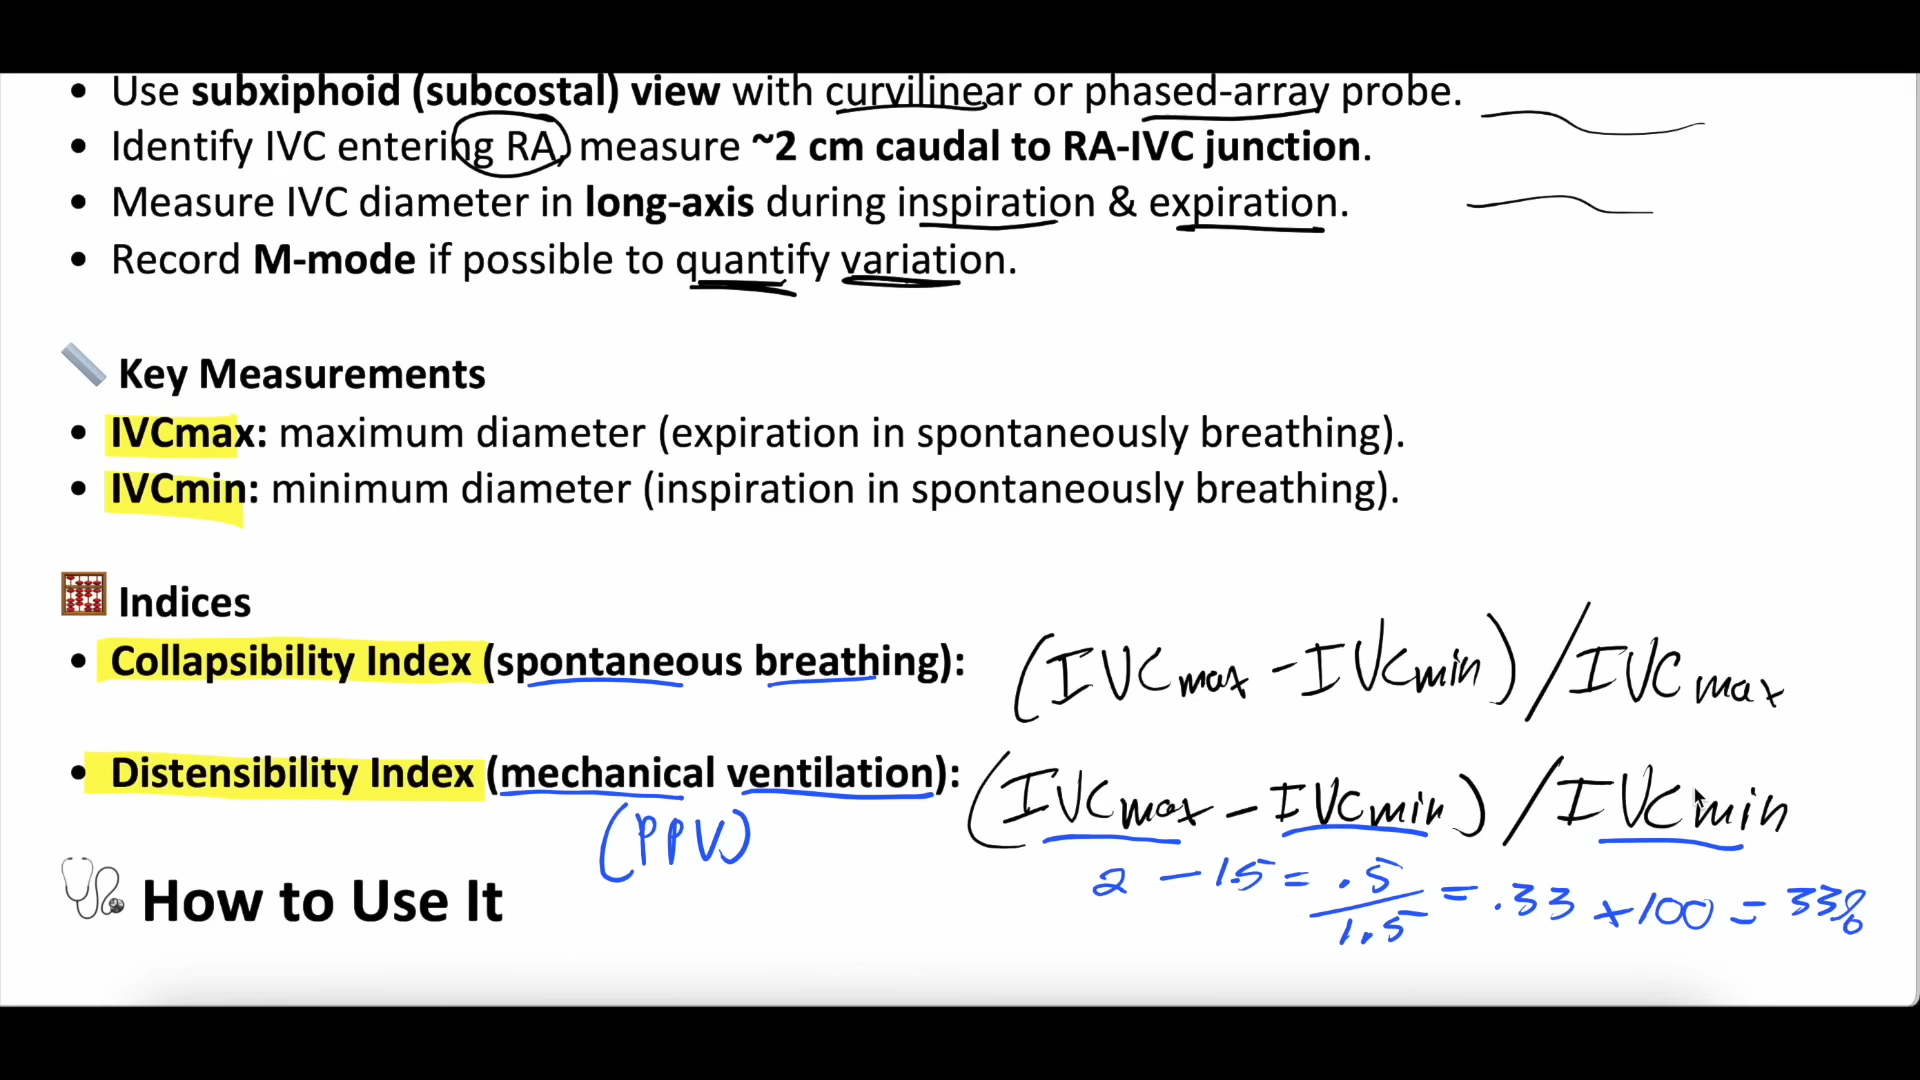 • Use subxiphoid (subcostal) view with curvilinear or phased-array probe.
• Identify IVC entering RA, measure ~2 cm caudal to RA-IVC junction.
• Measure IVC diameter in long-axis during inspiration & expiration.
• Record M-mode if possible to quantify variation.
Key Measurements
• IVCmax: maximum diameter (expiration in spontaneously breathing).
• IVCmin: minimum diameter (inspiration in spontaneously breathing).
Indices
• Collapsibility Index (spontaneous breathing): (IVCmax - IVCmin) / IVCmax
• Distensibility Index (mechanical ventilation): (IVCmax - IVCmin) / IVCmin
(PPV)
2 - 1.5 = .5 / 1.5 = .33 x 100 = 33%
How to Use It